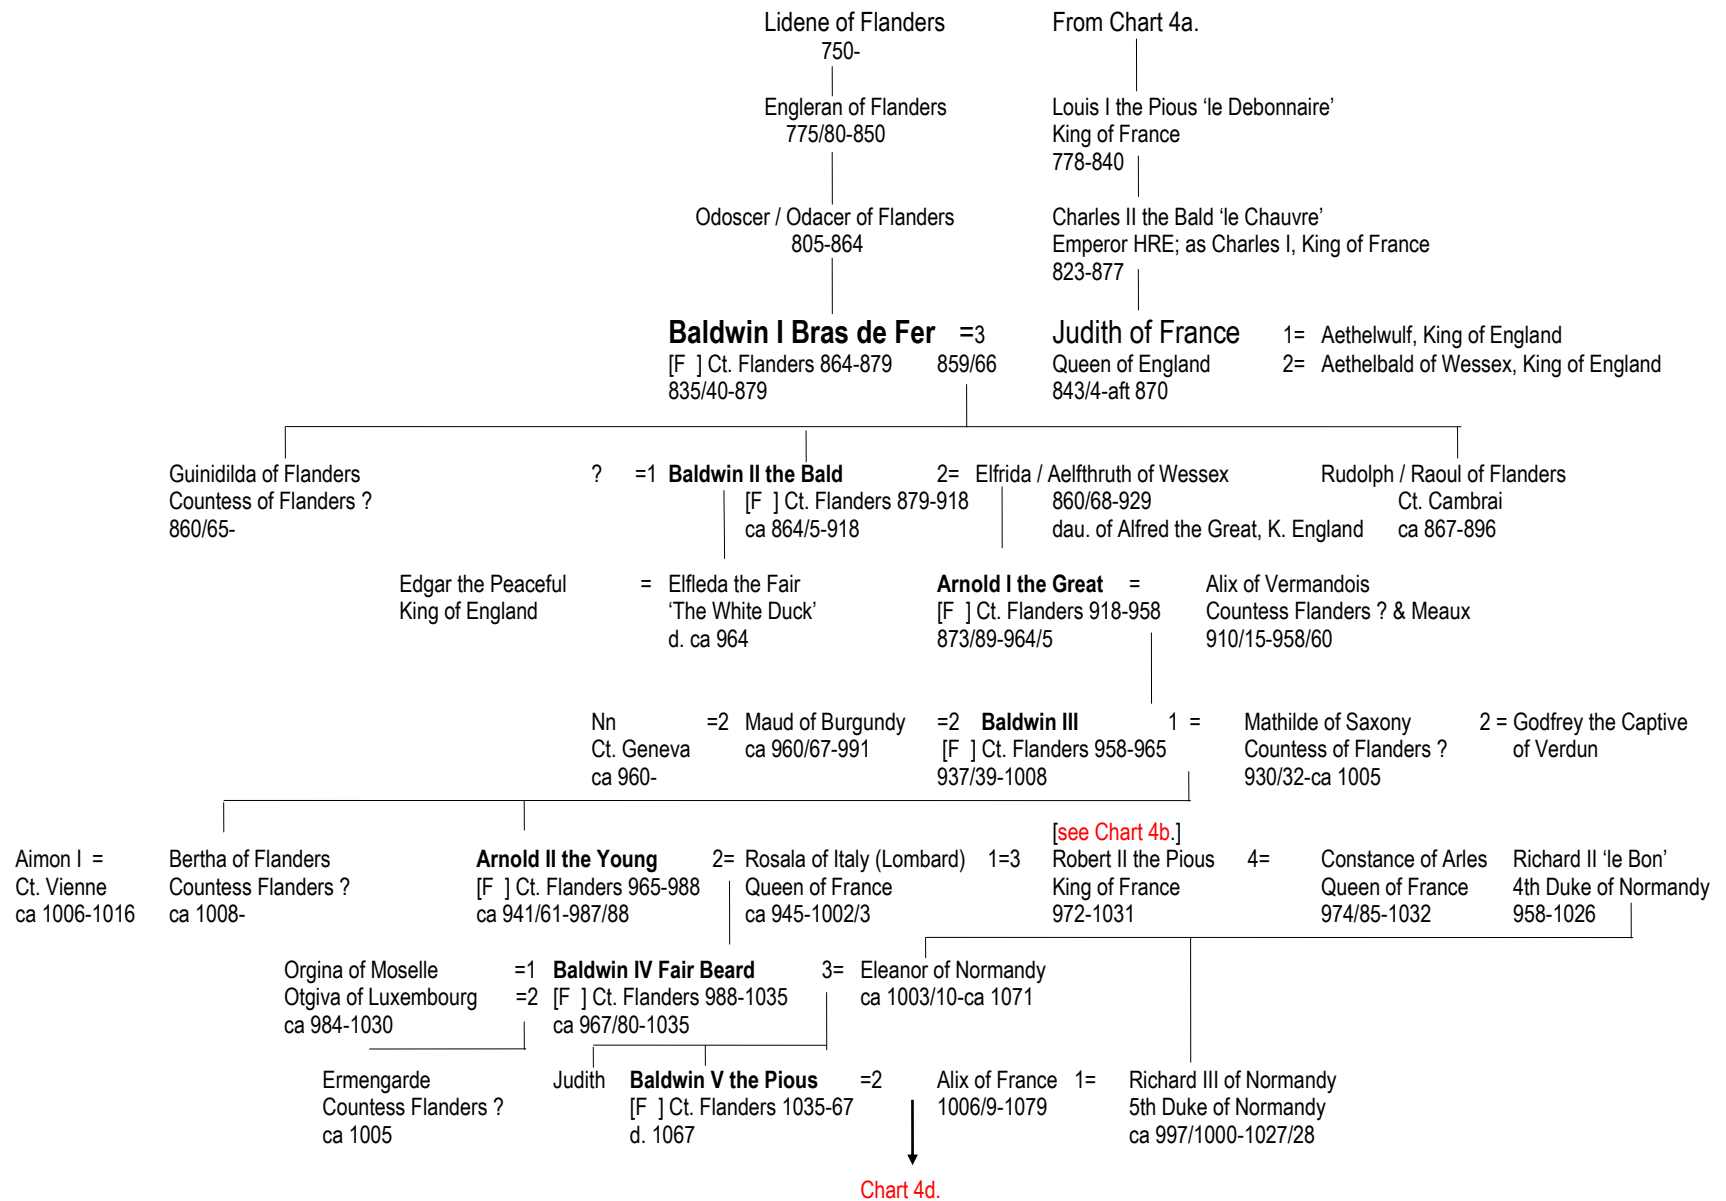 Lidene of Flanders From Chart 4a.
750-
Engleran of Flanders Louis I the Pious ‘le Debonnaire’
775/80-850 King of France
778-840
Odoscer / Odacer of Flanders Charles II the Bald ‘le Chauvre’
805-864 Emperor HRE; as Charles I, King of France
823-877
Baldwin I Bras de Fer =3 Judith of France 1= Aethelwulf, King of England
[F ] Ct. Flanders 864-879 859/66 Queen of England 2= Aethelbald of Wessex, King of England
835/40-879 843/4-aft 870
Guinidilda of Flanders ? =1 Baldwin II the Bald 2= Elfrida / Aelfthruth of Wessex Rudolph / Raoul of Flanders
Countess of Flanders ? [F ] Ct. Flanders 879-918 860/68-929 Ct. Cambrai
860/65- ca 864/5-918 dau. of Alfred the Great, K. England ca 867-896
Edgar the Peaceful = Elfleda the Fair Arnold I the Great = Alix of Vermandois
King of England ‘The White Duck’ [F ] Ct. Flanders 918-958 Countess Flanders ? & Meaux
d. ca 964 873/89-964/5 910/15-958/60
Nn =2 Maud of Burgundy =2 Baldwin III 1 = Mathilde of Saxony 2 = Godfrey the Captive
Ct. Geneva ca 960/67-991 [F ] Ct. Flanders 958-965 Countess of Flanders ? of Verdun
ca 960- 937/39-1008 930/32-ca 1005
[see Chart 4b.]
Aimon I = Bertha of Flanders Arnold II the Young 2= Rosala of Italy (Lombard) 1=3 Robert II the Pious 4= Constance of Arles Richard II ‘le Bon’
Ct. Vienne Countess Flanders ? [F ] Ct. Flanders 965-988 Queen of France King of France Queen of France 4th Duke of Normandy
ca 1006-1016 ca 1008- ca 941/61-987/88 ca 945-1002/3 972-1031 974/85-1032 958-1026
Orgina of Moselle =1 Baldwin IV Fair Beard 3= Eleanor of Normandy
Otgiva of Luxembourg =2 [F ] Ct. Flanders 988-1035 ca 1003/10-ca 1071
ca 984-1030 ca 967/80-1035
Ermengarde Judith Baldwin V the Pious =2 Alix of France 1= Richard III of Normandy
Countess Flanders ? [F ] Ct. Flanders 1035-67 1006/9-1079 5th Duke of Normandy
ca 1005 d. 1067 ca 997/1000-1027/28
Chart 4d.